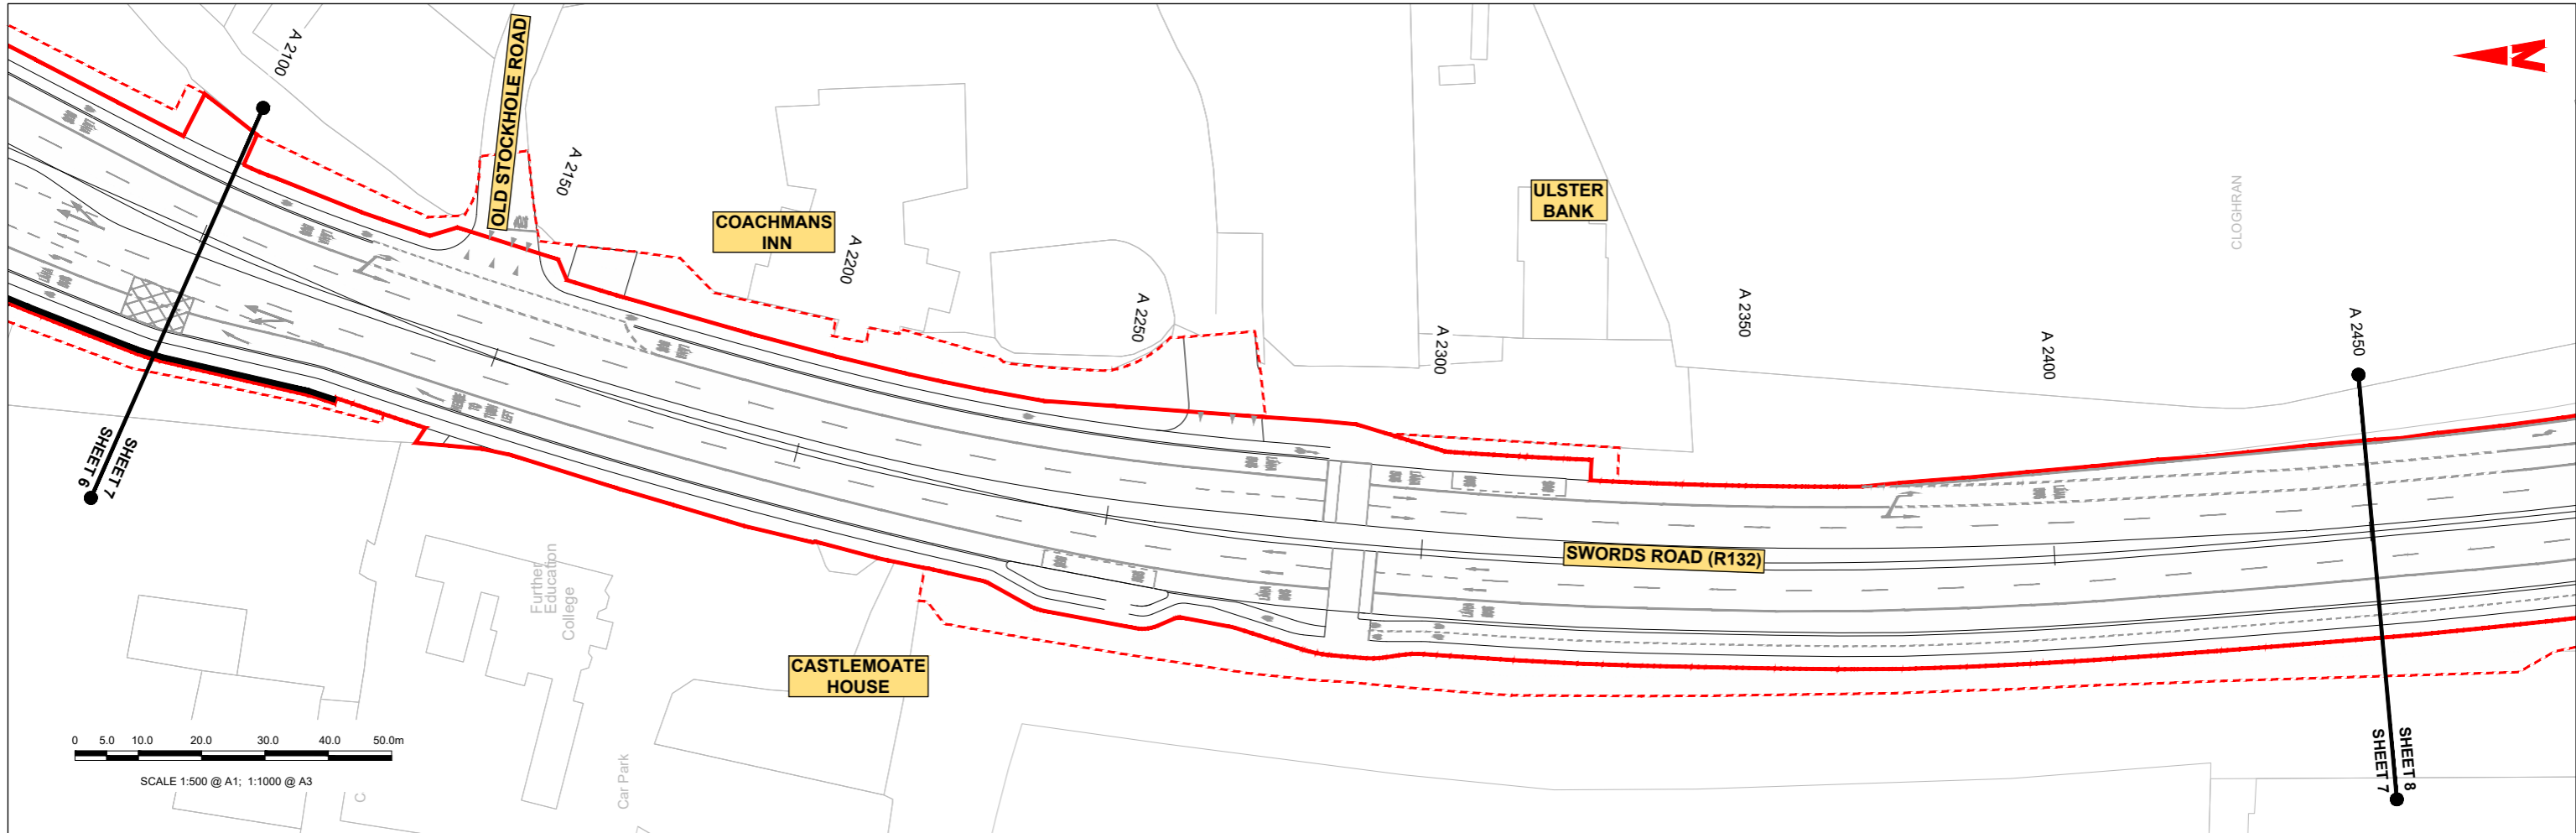 A 2100
OLD STOCKHOLE ROAD
A 2150
COACHMANS
INN
A 2200
A 2250
ULSTER
BANK
A 2300
A 2350
A 2400
A 2450
CLOGHRAN
N
BUS
LANE
SWORDS ROAD (R132)
SHEET 7
SHEET 6
Further
Education
College
CASTLEMOATE
HOUSE
Car Park
C
SHEET 8
SHEET 7
0 5.0 10.0 20.0 30.0 40.0 50.0m
SCALE 1:500 @ A1; 1:1000 @ A3